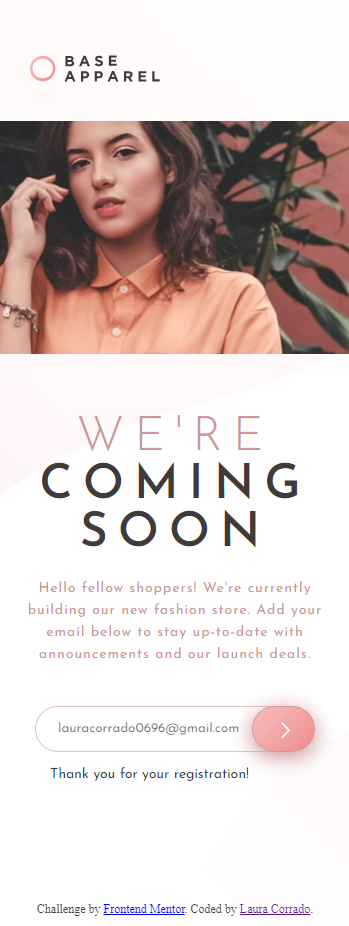 BASE
APPAREL
WE'RE
COMING
SOON
Hello fellow shoppers! We're currently
building our new fashion store. Add your
email below to stay up-to-date with
announcements and our launch deals.
lauracorrado0696@gmail.com
Thank you for your registration!
Challenge by Frontend Mentor. Coded by Laura Corrado.